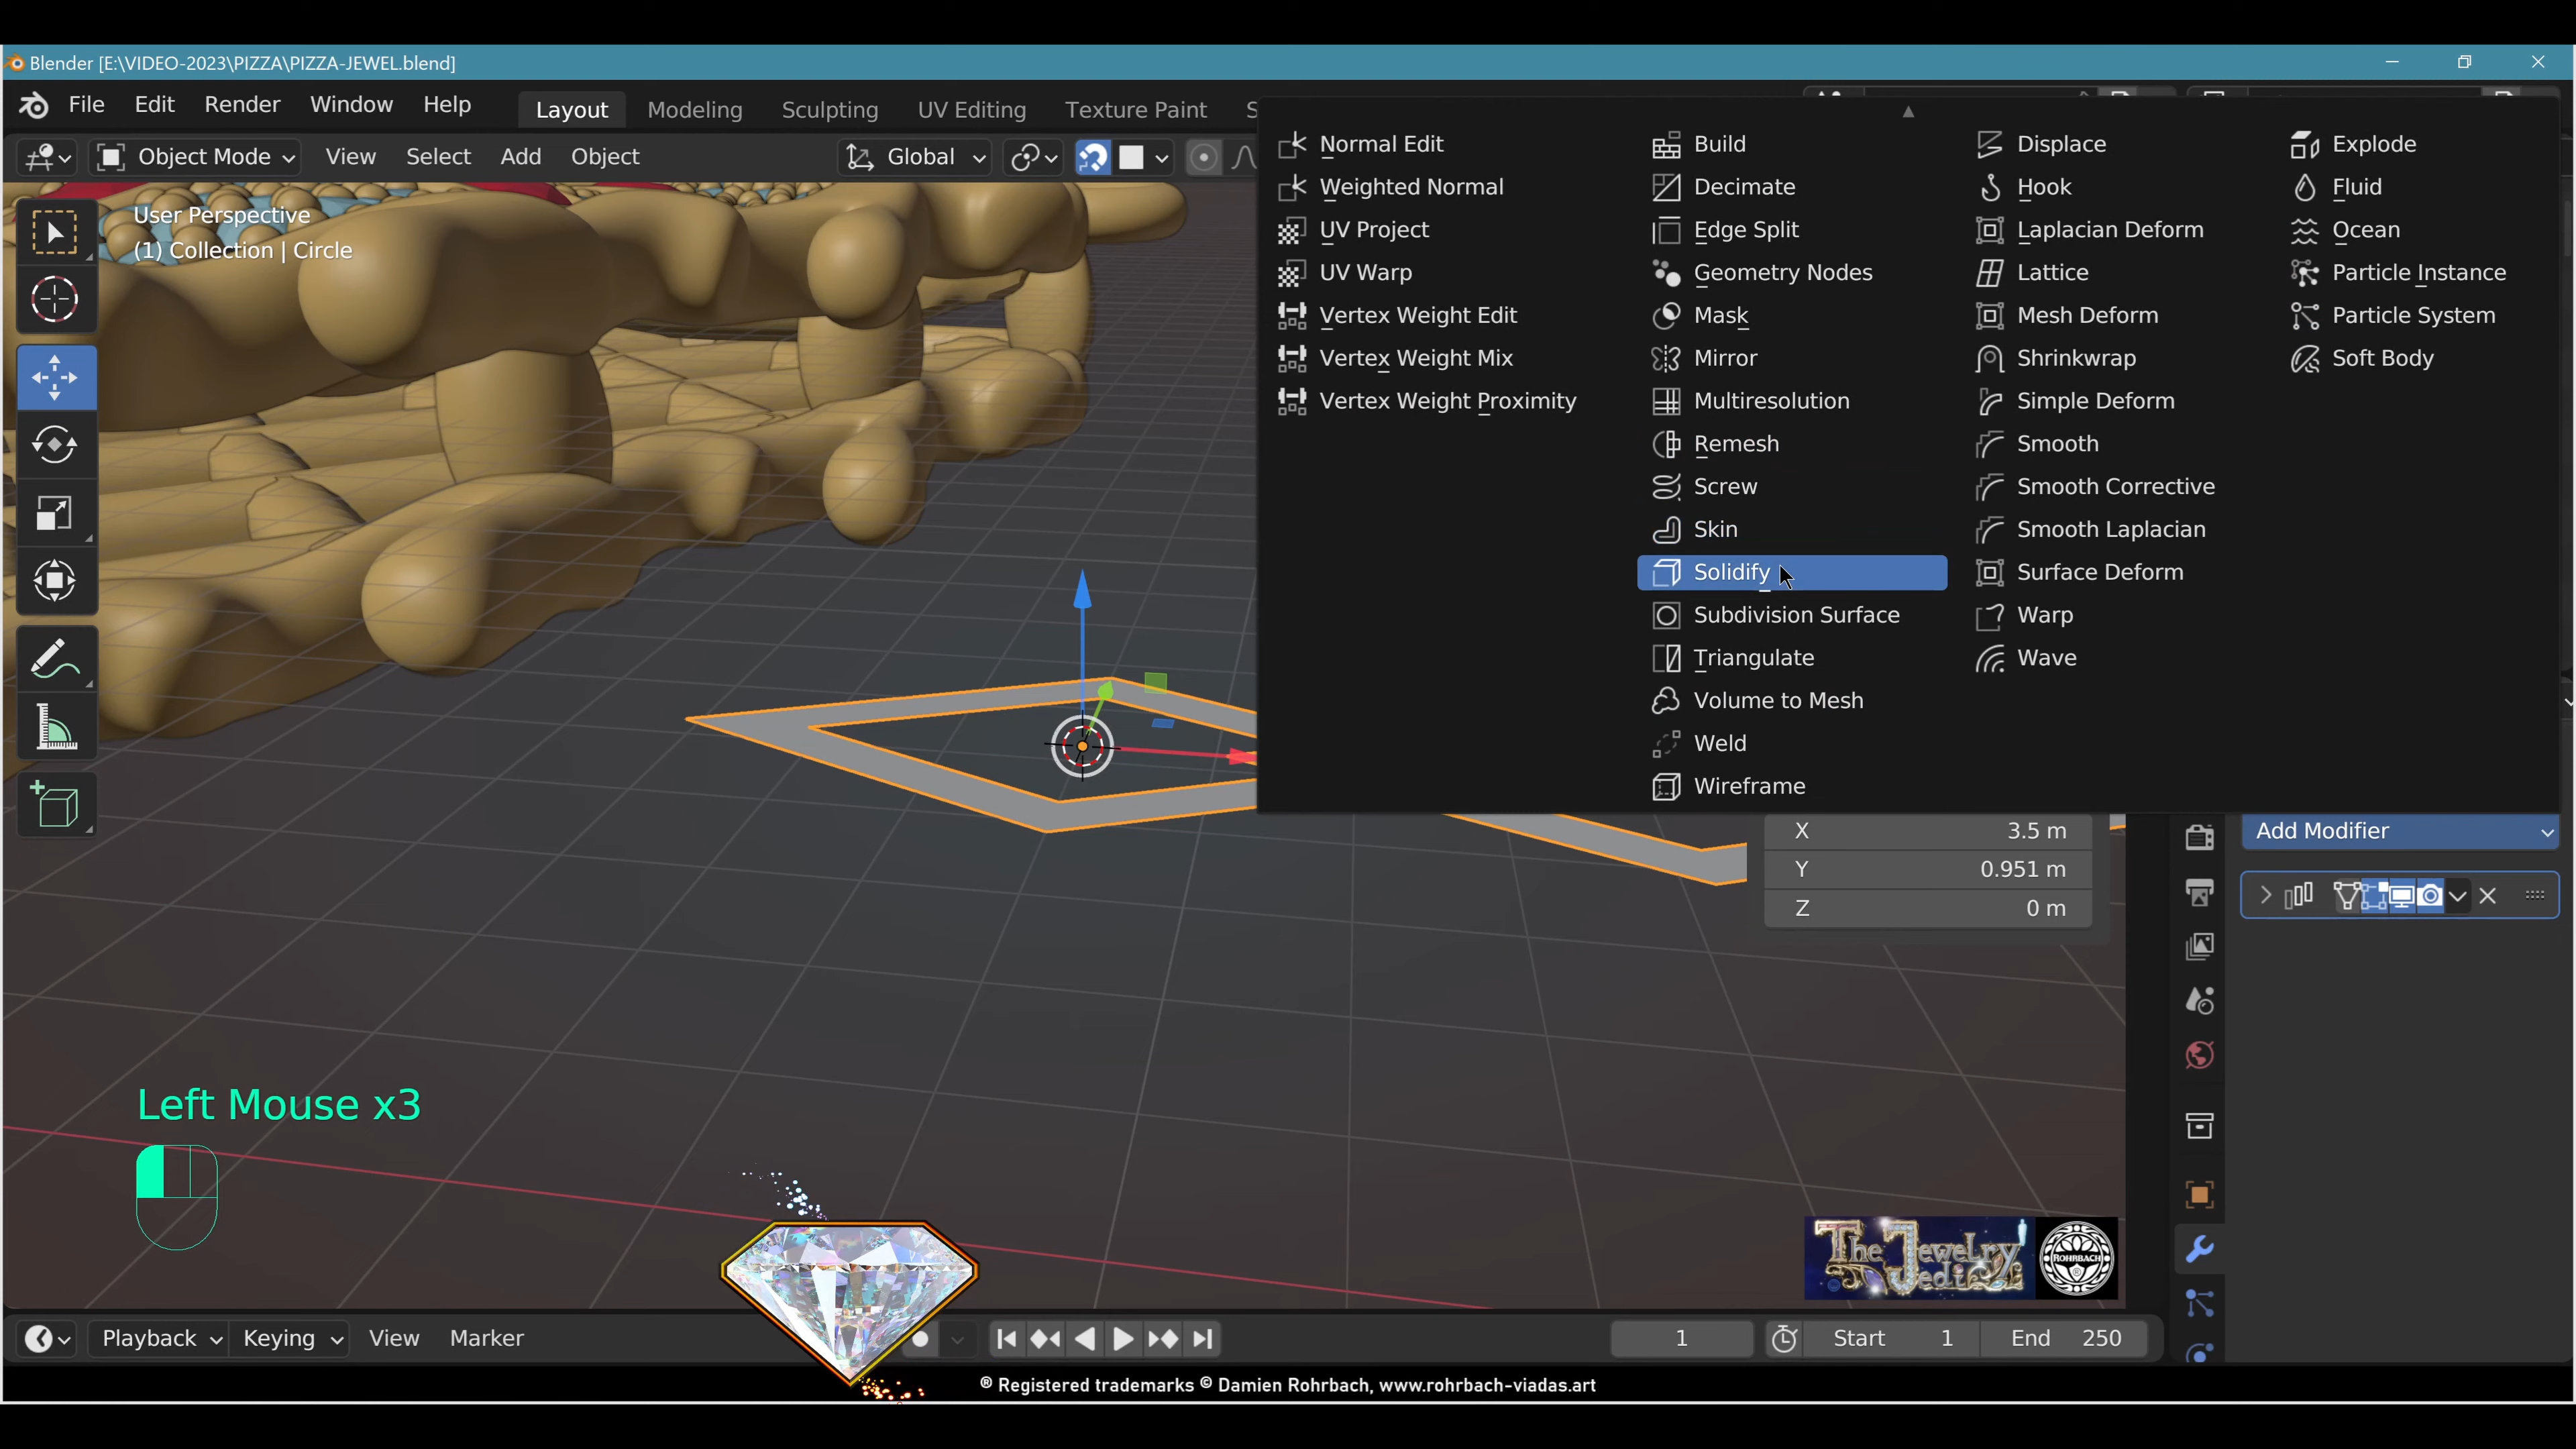 Blender [E:\VIDEO-2023\PIZZA\PIZZA-JEWEL.blend]
File Edit Render Window Help Layout Modeling Sculpting UV Editing Texture Paint S
Object Mode View Select Add Object Global
User Perspective
(1) Collection | Circle
Normal Edit
Weighted Normal
UV Project
UV Warp
Vertex Weight Edit
Vertex Weight Mix
Vertex Weight Proximity
Build
Decimate
Edge Split
Geometry Nodes
Mask
Mirror
Multiresolution
Remesh
Screw
Skin
Solidify
Subdivision Surface
Triangulate
Volume to Mesh
Weld
Wireframe
Displace
Hook
Laplacian Deform
Lattice
Mesh Deform
Shrinkwrap
Simple Deform
Smooth
Smooth Corrective
Smooth Laplacian
Surface Deform
Warp
Wave
Explode
Fluid
Ocean
Particle Instance
Particle System
Soft Body
X 3.5 m
Y 0.951 m
Z 0 m
Add Modifier
Left Mouse x3
The Jewelry
Jedi
ROHRBACH
®
Playback Keying View Marker 1 Start 1 End 250
® Registered trademarks © Damien Rohrbach, www.rohrbach-viadas.art